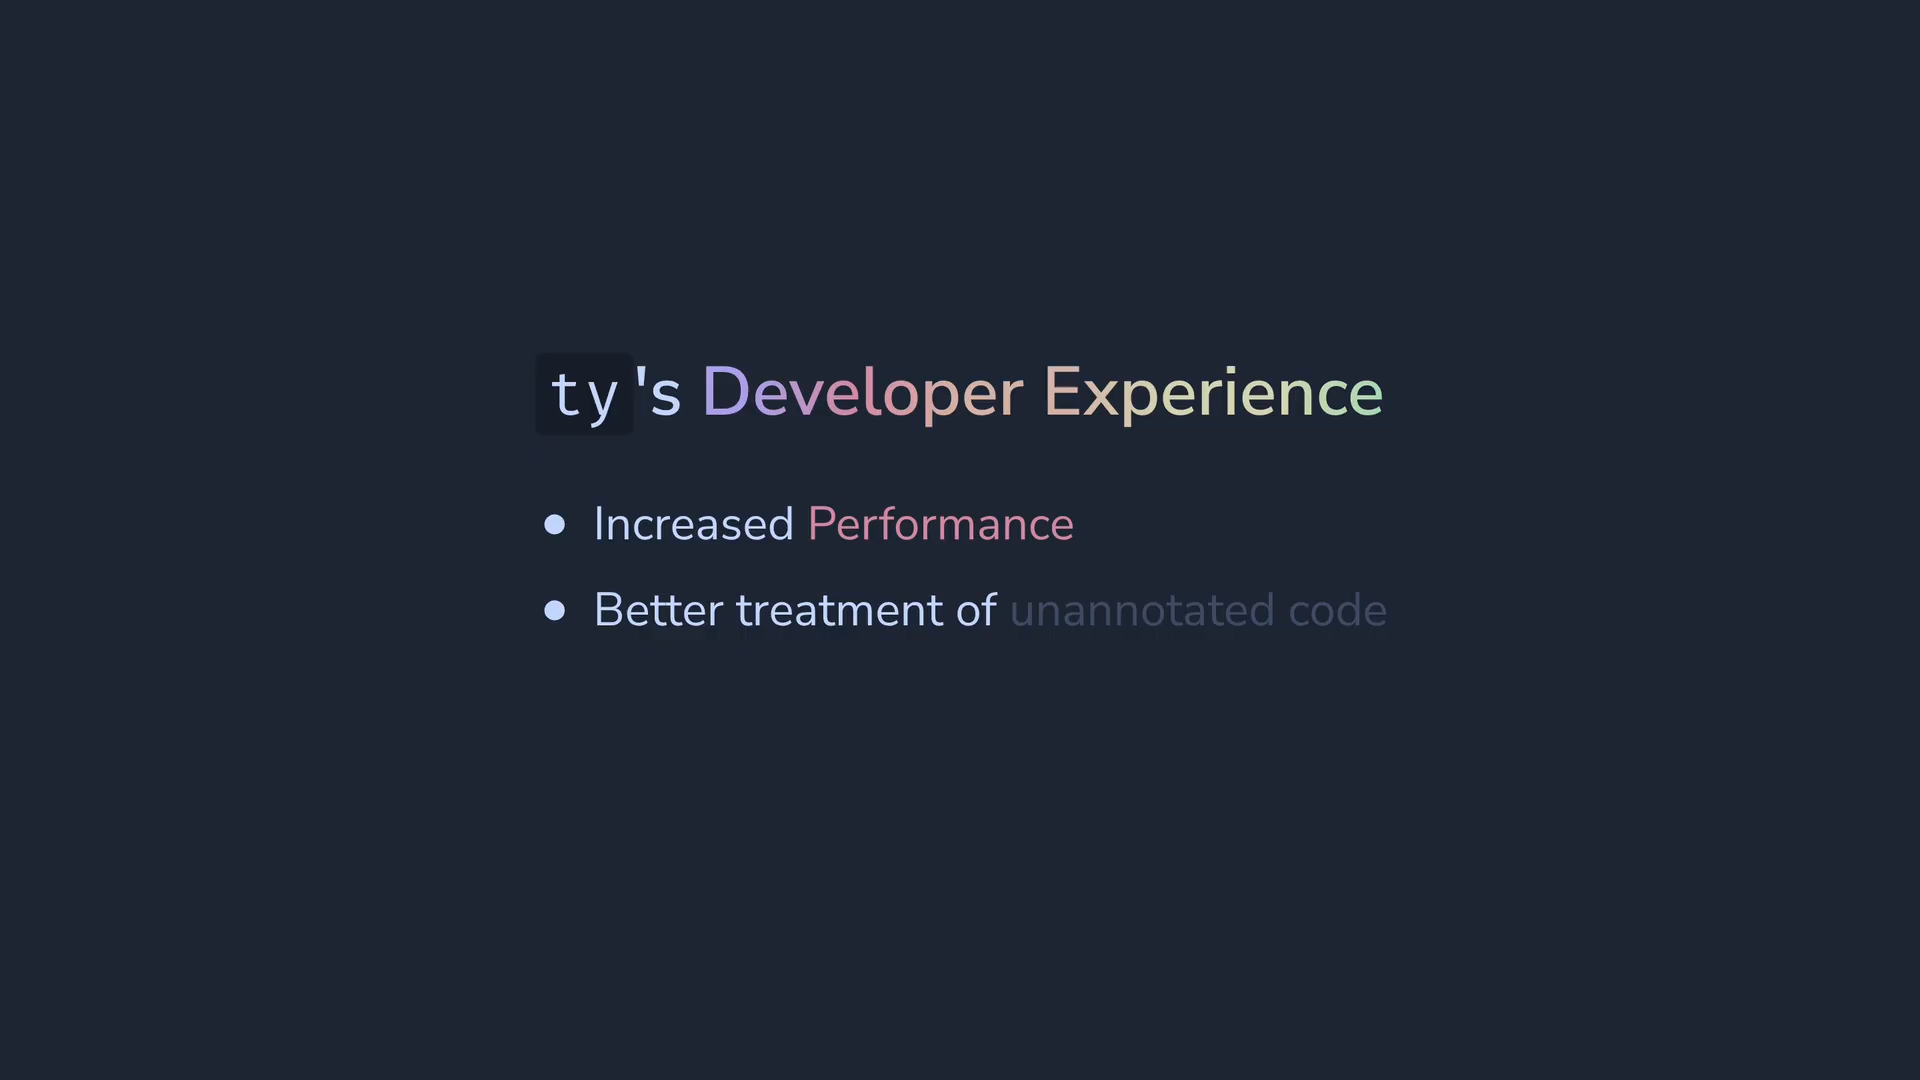 ty's Developer Experience
• Increased Performance
• Better treatment of unannotated code